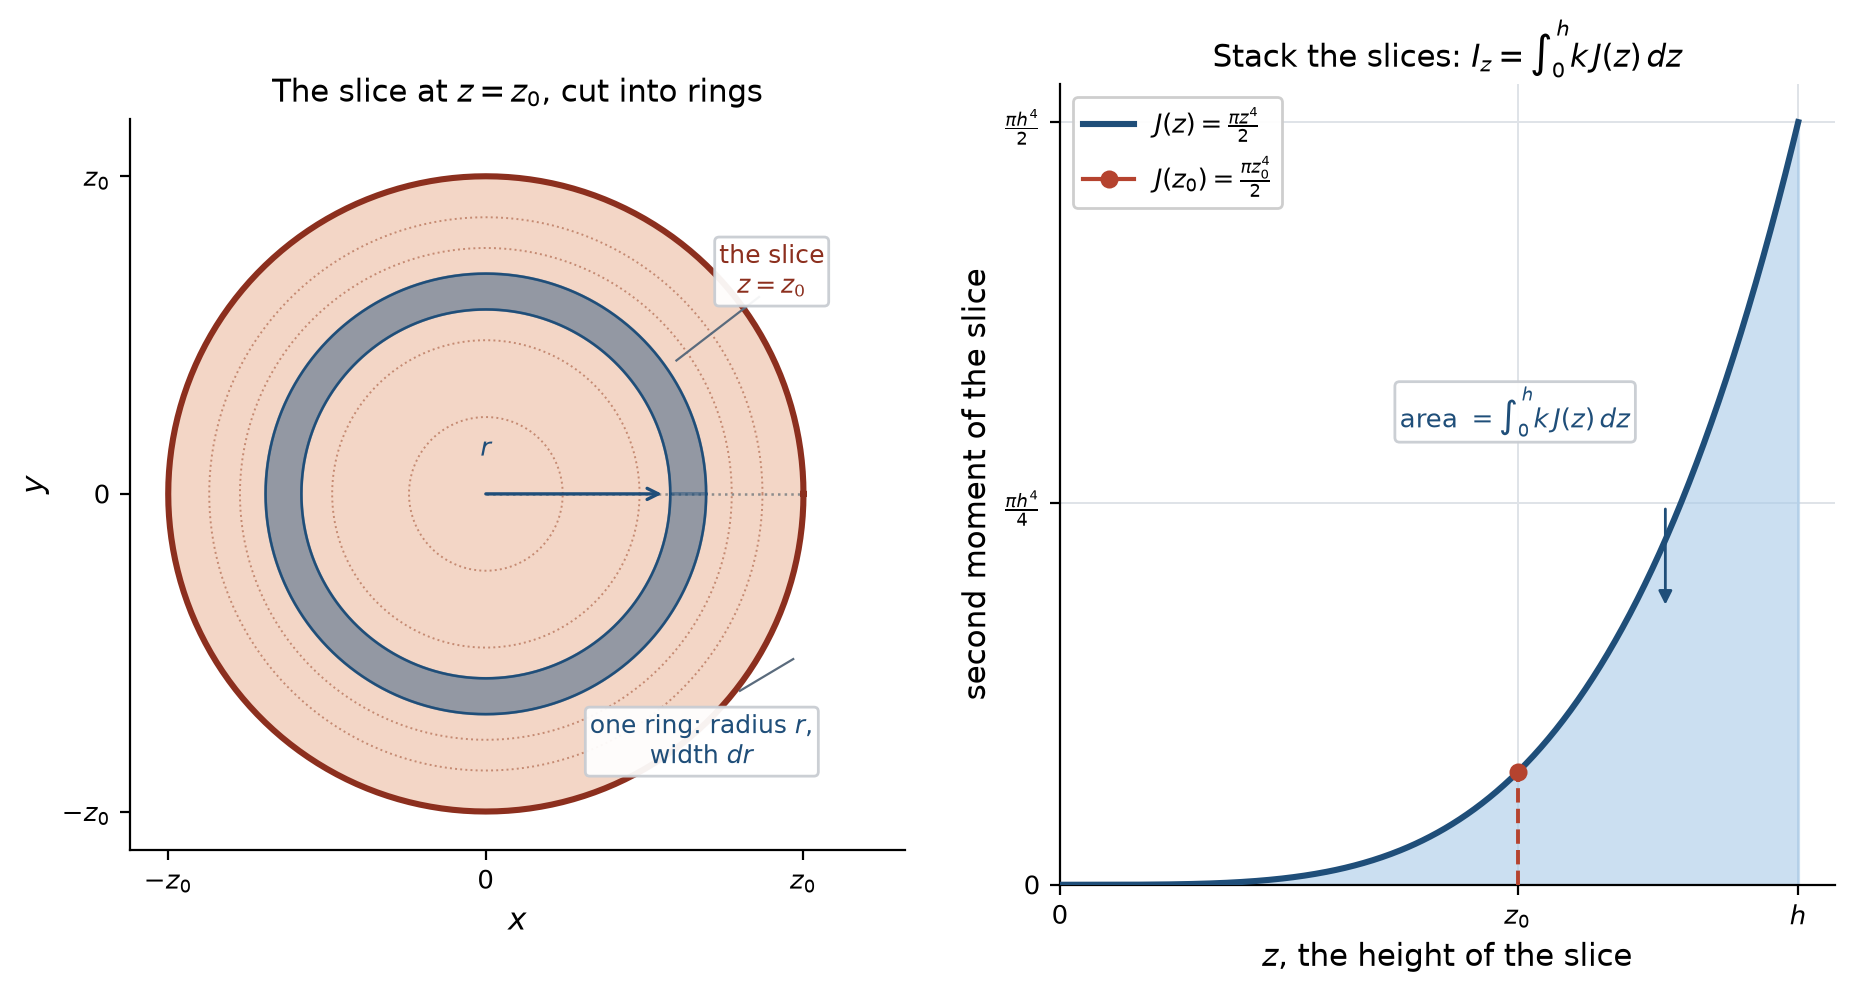 The slice at z = z₀, cut into rings
z₀
0
−z₀
y
−z₀
0
z₀
x
the slice
z = z₀
r
one ring: radius r,
width dr
Stack the slices: I_z = ∫₀ʰ k J(z) dz
πh⁴/2
πh⁴/4
0
second moment of the slice
J(z) = πz⁴/2
J(z₀) = πz₀⁴/2
area = ∫₀ʰ k J(z) dz
0
z₀
h
z, the height of the slice